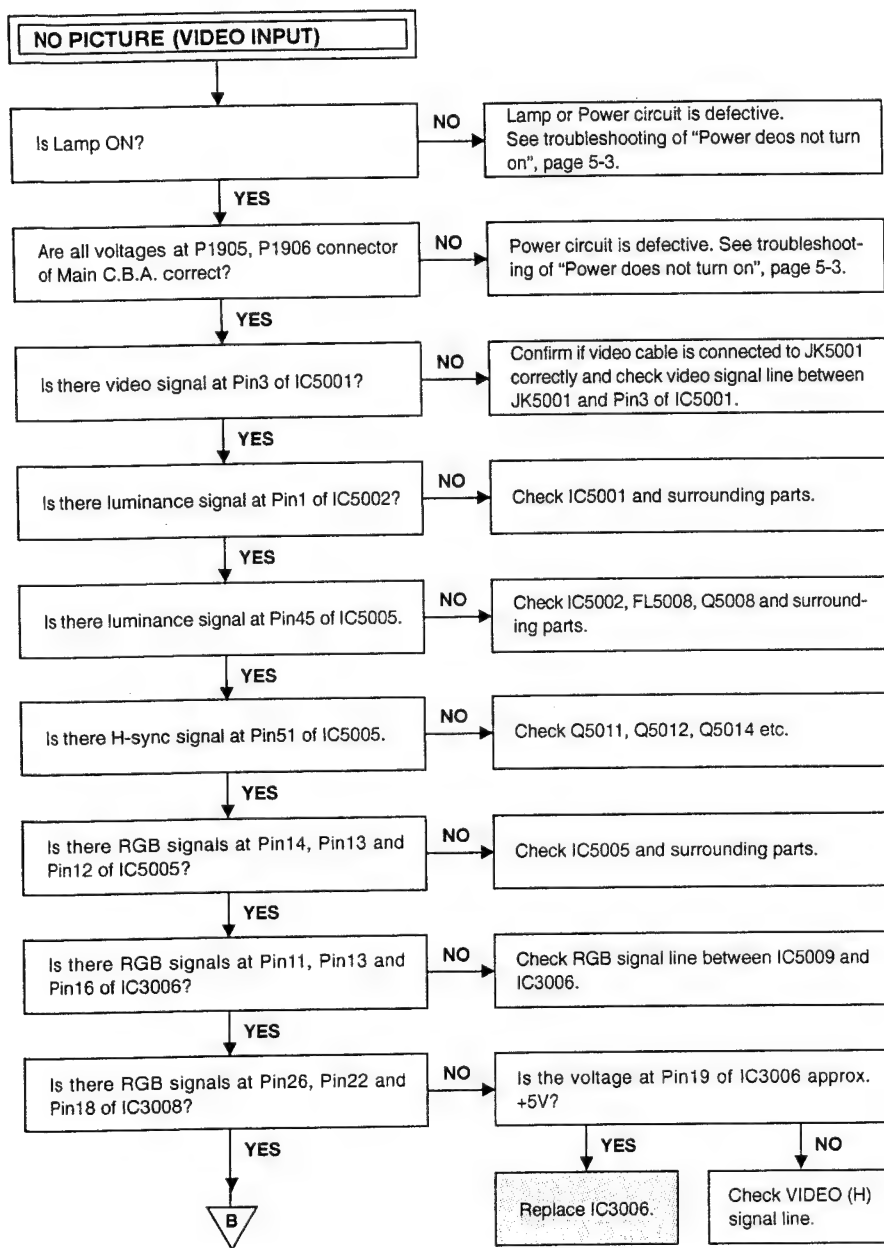 NO PICTURE (VIDEO INPUT)
Is Lamp ON?
NO
Lamp or Power circuit is defective.
See troubleshooting of “Power deos not turn
on”, page 5-3.
YES
Are all voltages at P1905, P1906 connector
of Main C.B.A. correct?
NO
Power circuit is defective. See troubleshoot-
ing of “Power does not turn on”, page 5-3.
YES
Is there video signal at Pin3 of IC5001?
NO
Confirm if video cable is connected to JK5001
correctly and check video signal line between
JK5001 and Pin3 of IC5001.
YES
Is there luminance signal at Pin1 of IC5002?
NO
Check IC5001 and surrounding parts.
YES
Is there luminance signal at Pin45 of IC5005.
NO
Check IC5002, FL5008, Q5008 and surround-
ing parts.
YES
Is there H-sync signal at Pin51 of IC5005.
NO
Check Q5011, Q5012, Q5014 etc.
YES
Is there RGB signals at Pin14, Pin13 and
Pin12 of IC5005?
NO
Check IC5005 and surrounding parts.
YES
Is there RGB signals at Pin11, Pin13 and
Pin16 of IC3006?
NO
Check RGB signal line between IC5009 and
IC3006.
YES
Is there RGB signals at Pin26, Pin22 and
Pin18 of IC3008?
NO
Is the voltage at Pin19 of IC3006 approx.
+5V?
YES
YES
NO
B
Replace IC3006.
Check VIDEO (H)
signal line.